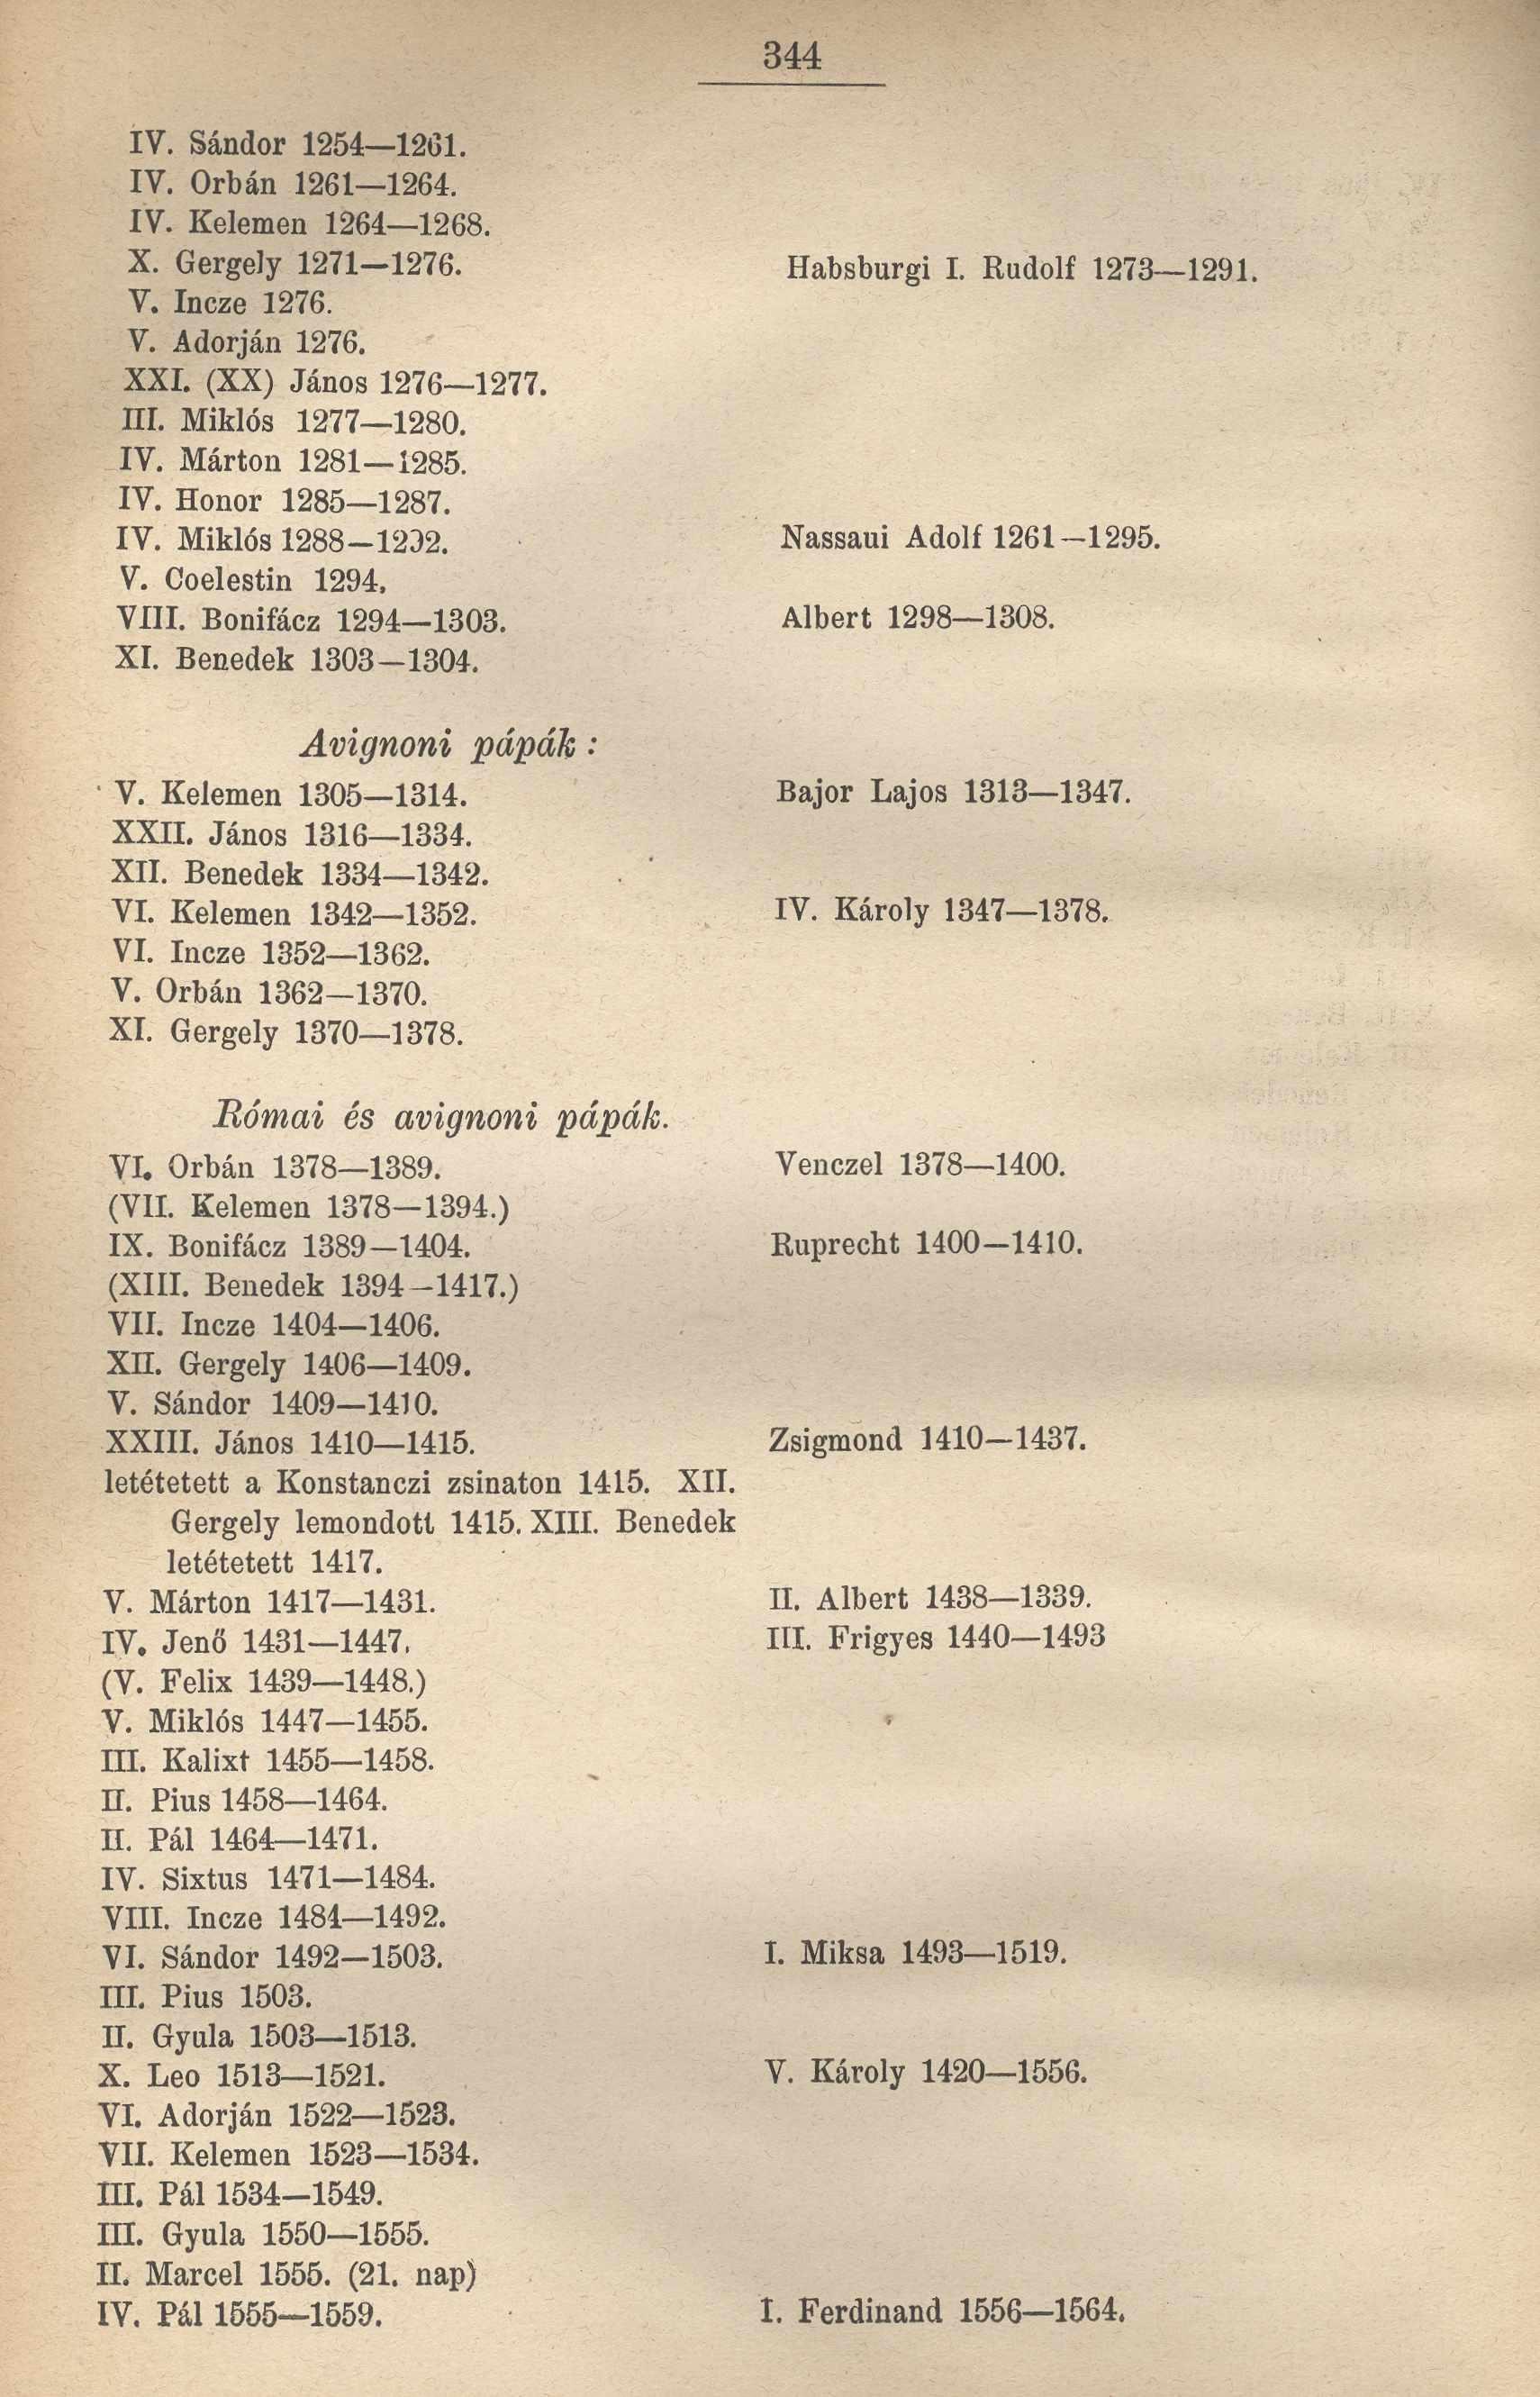 344
IV. Sándor 1254—1261.
IV. Orbán 1261—1264.
IV. Kelemen 1264—1268.
X. Gergely 1271—1276.
Habsburgi I. Rudolf 1273—1291.
V. Incze 1276.
V. Adorján 1276.
XXI. (XX) János 1276—1277.
III. Miklós 1277—1280.
IV. Márton 1281—1285.
IV. Honor 1285—1287.
IV. Miklós 1288—1292.
Nassaui Adolf 1261—1295.
V. Coelestin 1294.
VIII. Bonifácz 1294—1303.
Albert 1298—1308.
XI. Benedek 1303—1304.
Avignoni pápák:
V. Kelemen 1305—1314.
Bajor Lajos 1313—1347.
XXII. János 1316—1334.
XII. Benedek 1334—1342.
VI. Kelemen 1342—1352.
IV. Károly 1347—1378.
VI. Incze 1352—1362.
V. Orbán 1362—1370.
XI. Gergely 1370—1378.
Római és avignoni pápák.
VI. Orbán 1378—1389.
Venczel 1378—1400.
(VII. Kelemen 1378—1394.)
IX. Bonifácz 1389—1404.
Ruprecht 1400—1410.
(XIII. Benedek 1394—1417.)
VII. Incze 1404—1406.
XII. Gergely 1406—1409.
V. Sándor 1409—1410.
XXIII. János 1410—1415.
Zsigmond 1410—1437.
letétetett a Konstanczi zsinaton 1415. XII.
Gergely lemondott 1415. XIII. Benedek
letétetett 1417.
V. Márton 1417—1431.
II. Albert 1438—1339.
IV. Jenő 1431—1447.
III. Frigyes 1440—1493
(V. Felix 1439—1448.)
V. Miklós 1447—1455.
III. Kalixt 1455—1458.
II. Pius 1458—1464.
II. Pál 1464—1471.
IV. Sixtus 1471—1484.
VIII. Incze 1484—1492.
VI. Sándor 1492—1503.
I. Miksa 1493—1519.
III. Pius 1503.
II. Gyula 1503—1513.
X. Leo 1513—1521.
V. Károly 1420—1556.
VI. Adorján 1522—1523.
VII. Kelemen 1523—1534.
III. Pál 1534—1549.
III. Gyula 1550—1555.
II. Marcel 1555. (21. nap)
IV. Pál 1555—1559.
I. Ferdinand 1556—1564.